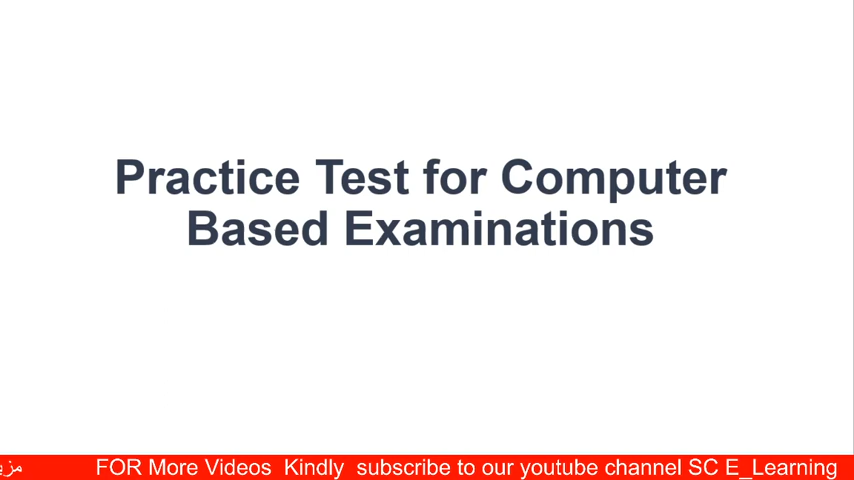 Practice Test for Computer
Based Examinations
FOR More Videos Kindly subscribe to our youtube channel SC E_Learning